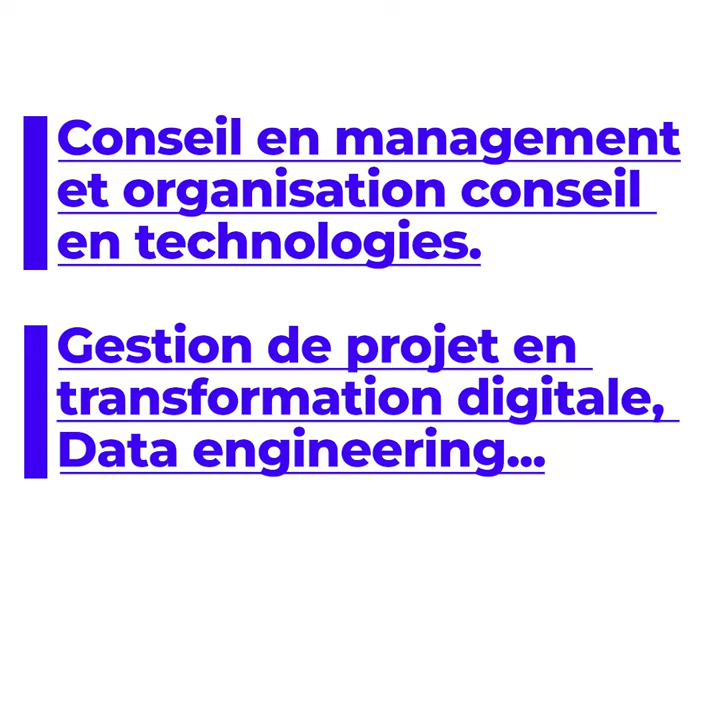 Conseil en management
et organisation conseil
en technologies.
Gestion de projet en
transformation digitale,
Data engineering...